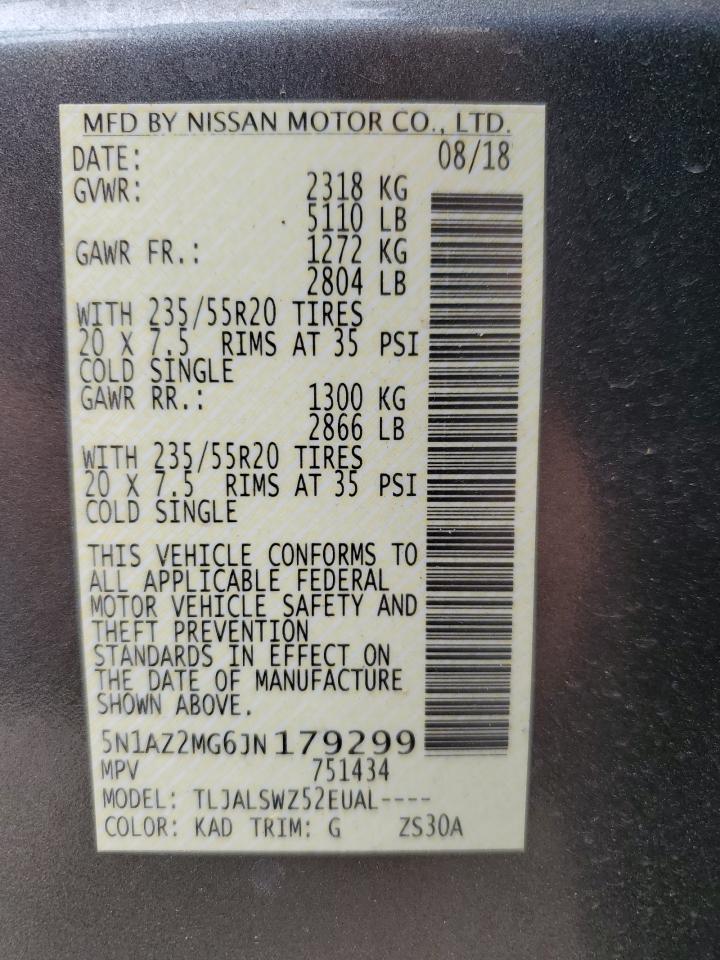 MFD BY NISSAN MOTOR CO., LTD.
DATE: 08/18
GVWR: 2318 KG
5110 LB
GAWR FR.: 1272 KG
2804 LB
WITH 235/55R20 TIRES
20 X 7.5 RIMS AT 35 PSI
COLD SINGLE
GAWR RR.: 1300 KG
2866 LB
WITH 235/55R20 TIRES
20 X 7.5 RIMS AT 35 PSI
COLD SINGLE
THIS VEHICLE CONFORMS TO
ALL APPLICABLE FEDERAL
MOTOR VEHICLE SAFETY AND
THEFT PREVENTION
STANDARDS IN EFFECT ON
THE DATE OF MANUFACTURE
SHOWN ABOVE.
5N1AZ2MG6JN179299
MPV 751434
MODEL: TLJALSWZ52EUAL----
COLOR: KAD TRIM: G ZS30A